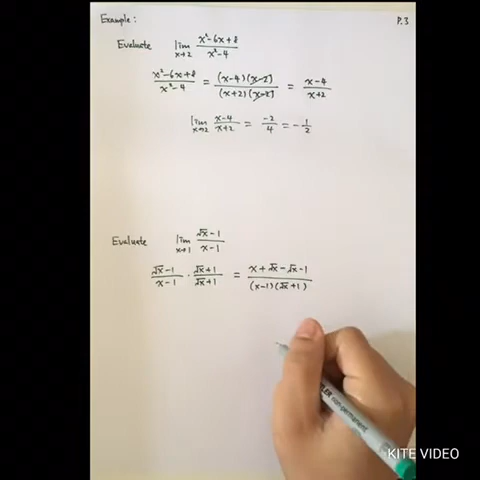 Example: P.3
Evaluate lim x→2 x²-6x+8 / x²-4
x²-6x+8 / x²-4 = (x-4)(x-2) / (x+2)(x-2) = x-4 / x+2
lim x→2 x-4 / x+2 = -2/4 = -1/2
Evaluate lim x→1 √x-1 / x-1
√x-1 / x-1 · √x+1 / √x+1 = x+√x-√x-1 / (x-1)(√x+1)
non-permanent
KITE VIDEO